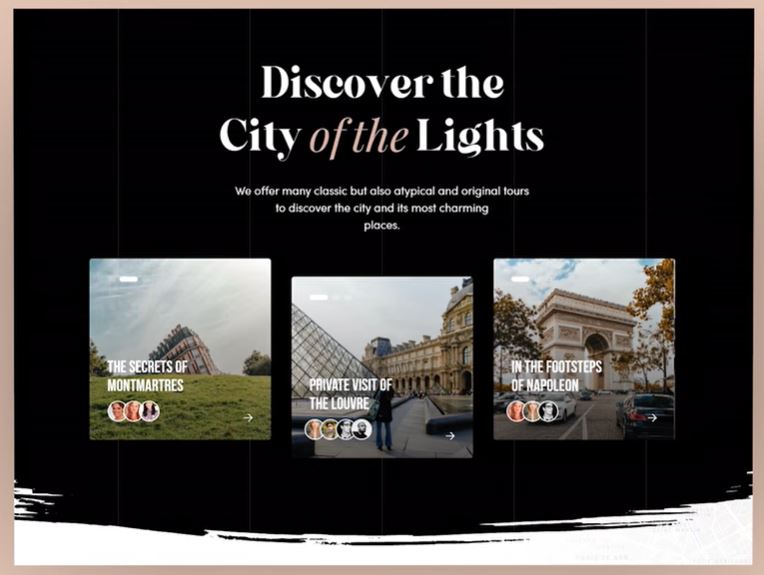 Discover the
City of the Lights
We offer many classic but also atypical and original tours
to discover the city and its most charming
places.
THE SECRETS OF
MONTMARTRES
PRIVATE VISIT OF
THE LOUVRE
IN THE FOOTSTEPS
OF NAPOLEON